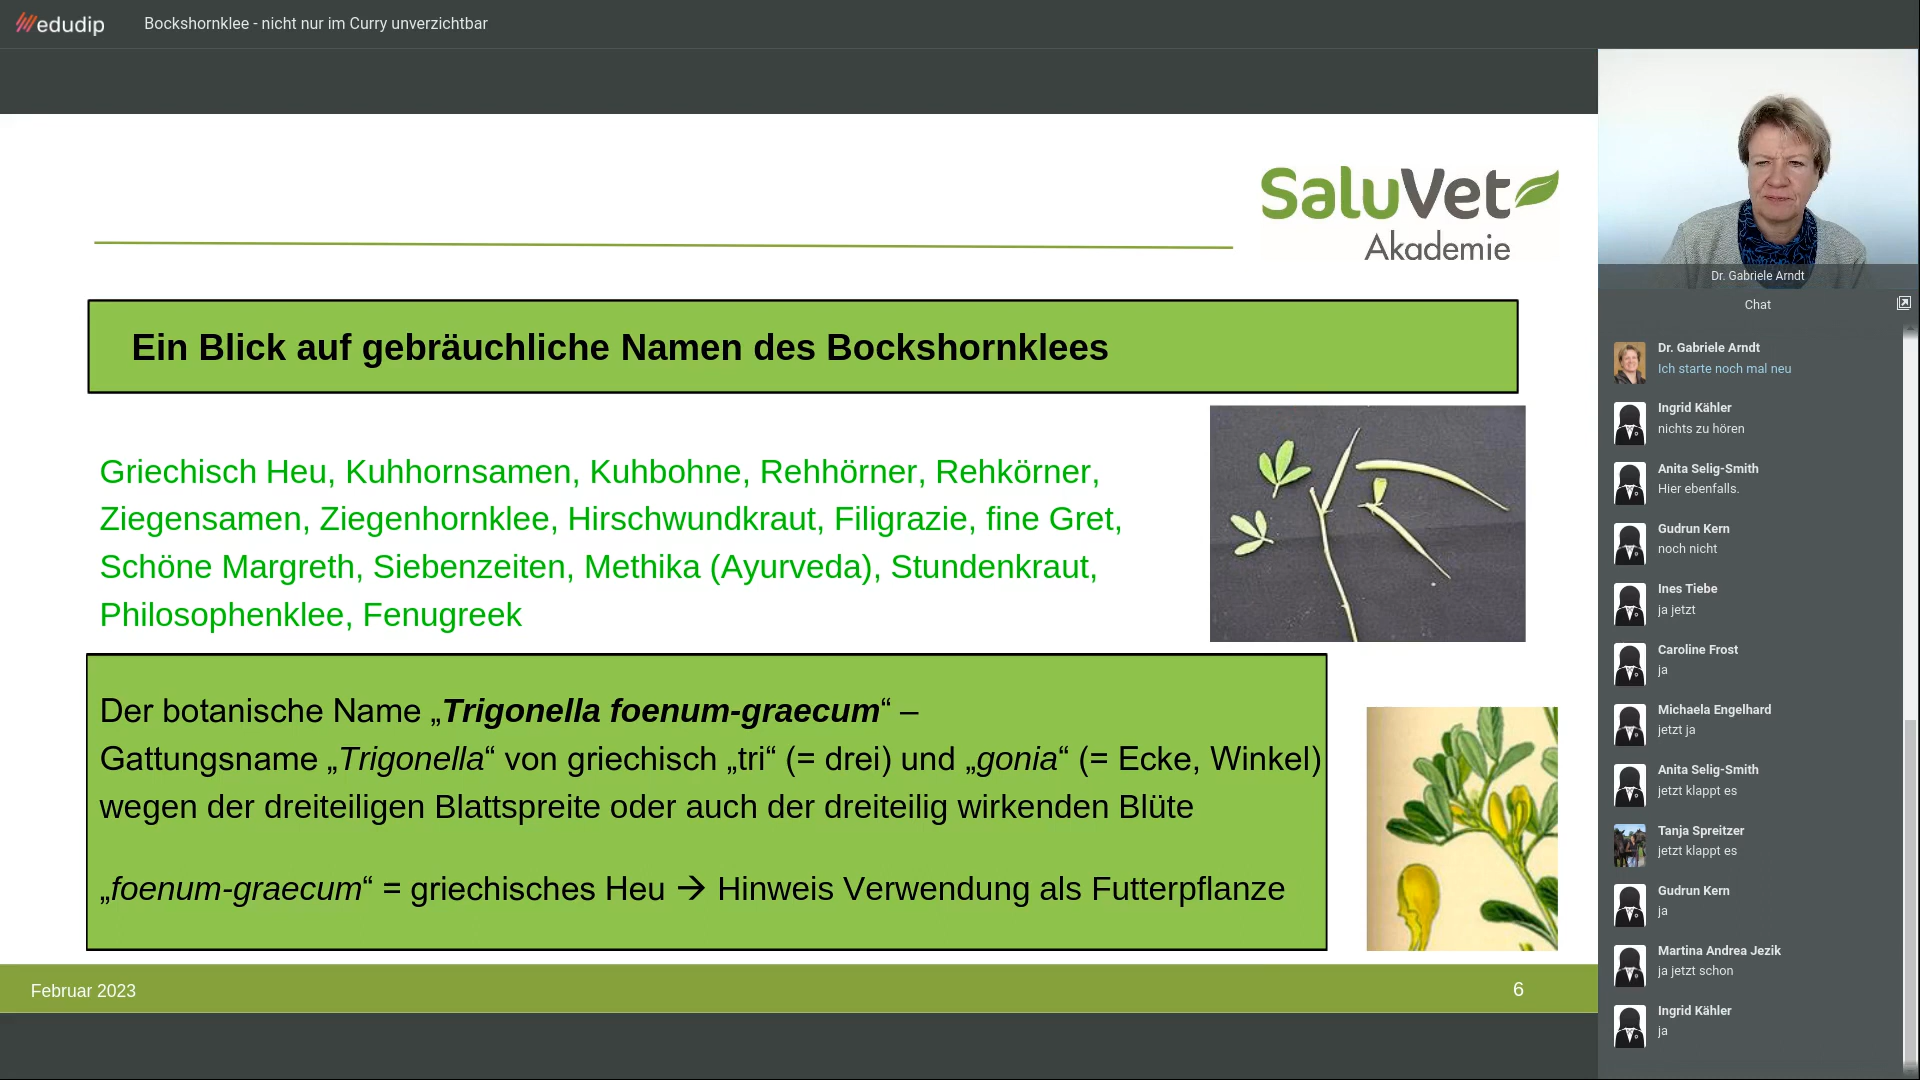 edudip
Bockshornklee - nicht nur im Curry unverzichtbar
SaluVet
Akademie
Ein Blick auf gebräuchliche Namen des Bockshornklees
Griechisch Heu, Kuhhornsamen, Kuhbohne, Rehhörner, Rehkörner,
Ziegensamen, Ziegenhornklee, Hirschwundkraut, Filigrazie, fine Gret,
Schöne Margreth, Siebenzeiten, Methika (Ayurveda), Stundenkraut,
Philosophenklee, Fenugreek
Der botanische Name „Trigonella foenum-graecum“ –
Gattungsname „Trigonella“ von griechisch „tri“ (= drei) und „gonia“ (= Ecke, Winkel)
wegen der dreiteiligen Blattspreite oder auch der dreiteilig wirkenden Blüte
„foenum-graecum“ = griechisches Heu → Hinweis Verwendung als Futterpflanze
Februar 2023
6
Dr. Gabriele Arndt
Chat
Dr. Gabriele Arndt
Ich starte noch mal neu
Ingrid Kähler
nichts zu hören
Anita Selig-Smith
Hier ebenfalls.
Gudrun Kern
noch nicht
Ines Tiebe
ja jetzt
Caroline Frost
ja
Michaela Engelhard
jetzt ja
Anita Selig-Smith
jetzt klappt es
Tanja Spreitzer
jetzt klappt es
Gudrun Kern
ja
Martina Andrea Jezik
ja jetzt schon
Ingrid Kähler
ja